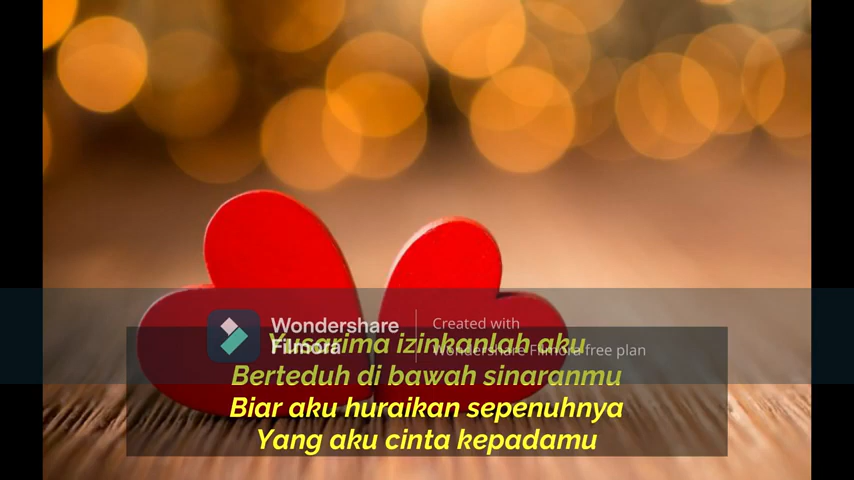 Wondershare
Filmora
Created with
Wondershare Filmora free plan
Yusarima izinkanlah aku
Berteduh di bawah sinaranmu
Biar aku huraikan sepenuhnya
Yang aku cinta kepadamu